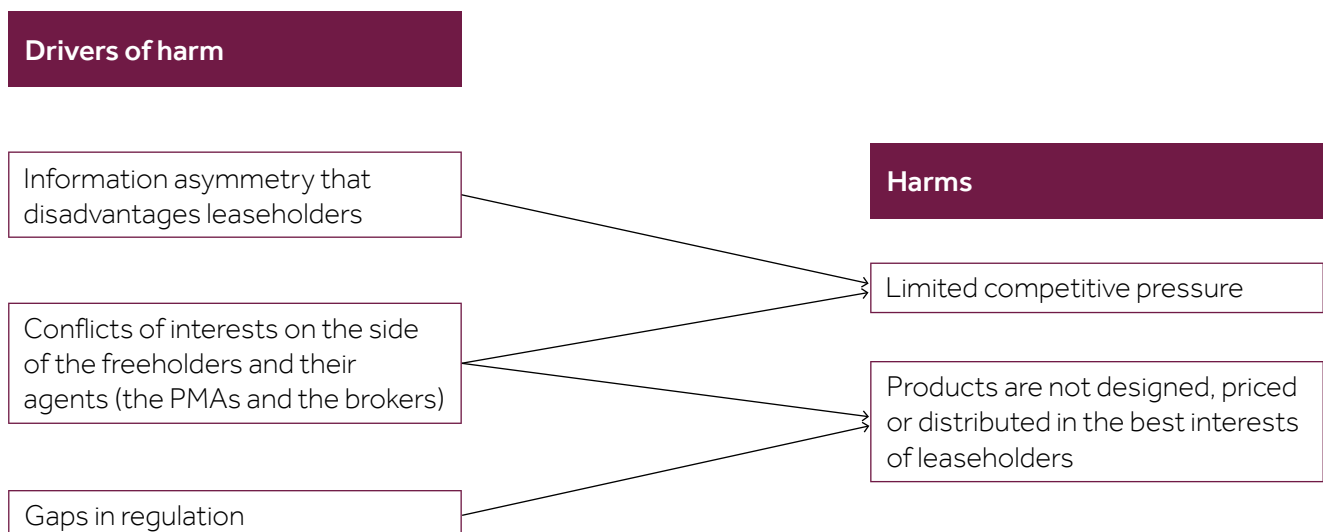 Drivers of harm
Information asymmetry that
disadvantages leaseholders
Conflicts of interests on the side
of the freeholders and their
agents (the PMAs and the brokers)
Gaps in regulation
Harms
Limited competitive pressure
Products are not designed, priced
or distributed in the best interests
of leaseholders